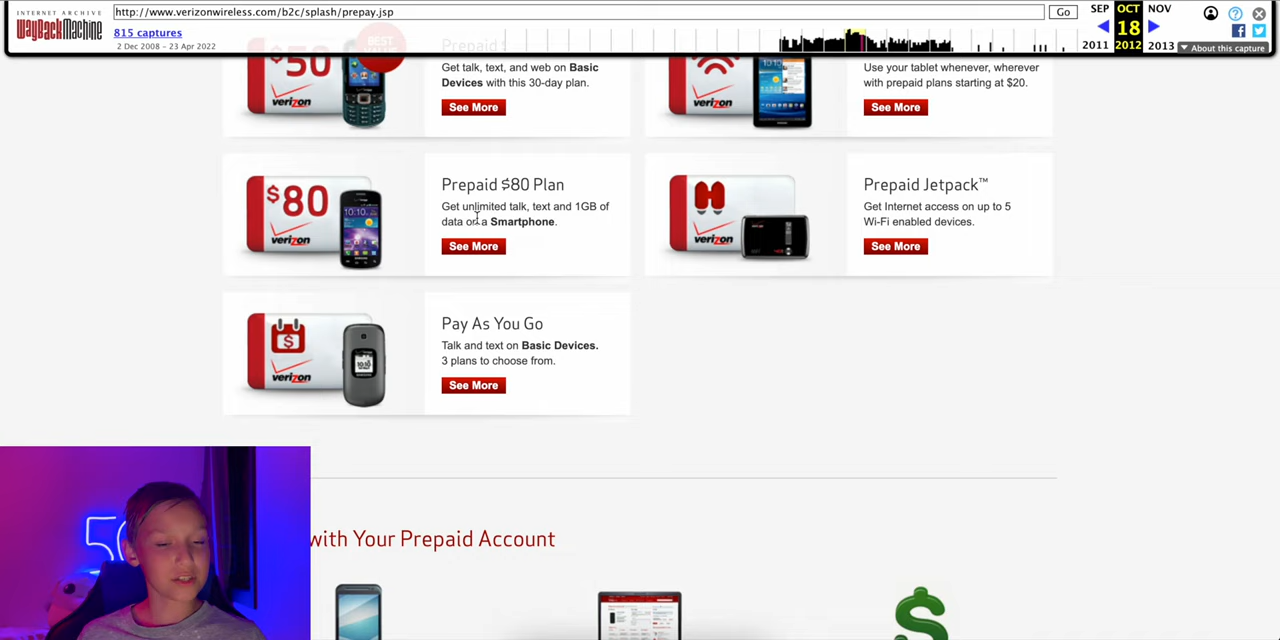 INTERNET ARCHIVE
WayBackMachine
http://www.verizonwireless.com/b2c/splash/prepay.jsp
Go
815 captures
2 Dec 2008 – 23 Apr 2022
SEP
OCT
NOV
18
2011
2012
2013
About this capture
$50
verizon
BEST
Prepaid $
Get talk, text, and web on Basic
Devices with this 30-day plan.
See More
verizon
Use your tablet whenever, wherever
with prepaid plans starting at $20.
See More
$80
verizon
10:10
Prepaid $80 Plan
Get unlimited talk, text and 1GB of
data on a Smartphone.
See More
verizon
Prepaid Jetpack™
Get Internet access on up to 5
Wi-Fi enabled devices.
See More
$
verizon
10:10
Pay As You Go
Talk and text on Basic Devices.
3 plans to choose from.
See More
with Your Prepaid Account
$